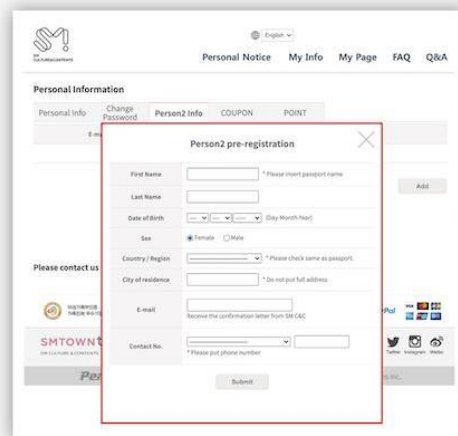 English
SM
CULTURE&CONTENTS
Personal Notice My Info My Page FAQ Q&A
Personal Information
Personal Info Change Password Person2 Info COUPON POINT
Person2 pre-registration
First Name * Please insert passport name
Last Name
Add
Date of Birth (Day-Month-Year)
Sex Female Male
Country / Region * Please check same as passport.
Please contact us
City of residence * Do not put full address
E-mail
Receive the confirmation letter from SM C&C
Contact No.
* Please put phone number
SMTOWN
SM CULTURE & CONTENTS
Twitter Instagram Weibo
Submit